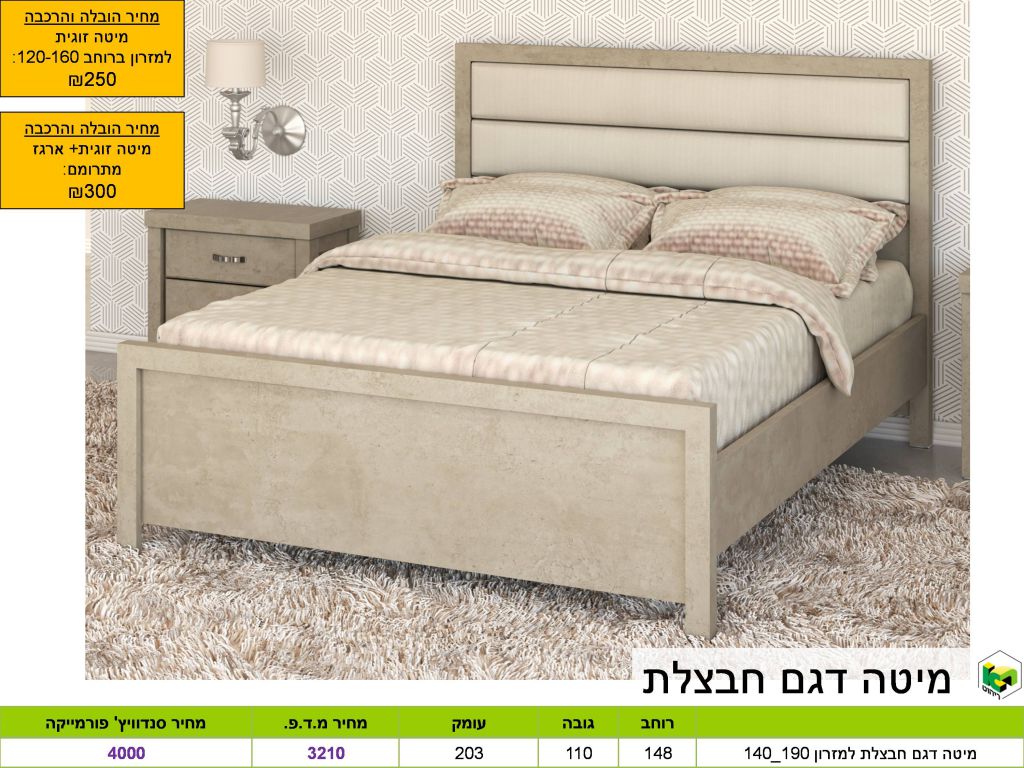 מחיר הובלה והרכבה
מיטה זוגית
למזרון ברוחב 120-160:
250₪
מחיר הובלה והרכבה
מיטה זוגית+ ארגז
מתרומם:
300₪
מיטה דגם חבצלת
ריהוט
רוחב גובה עומק מחיר מ.ד.פ. מחיר סנדוויץ' פורמייקה
מיטה דגם חבצלת למזרון 190_140 148 110 203 3210 4000